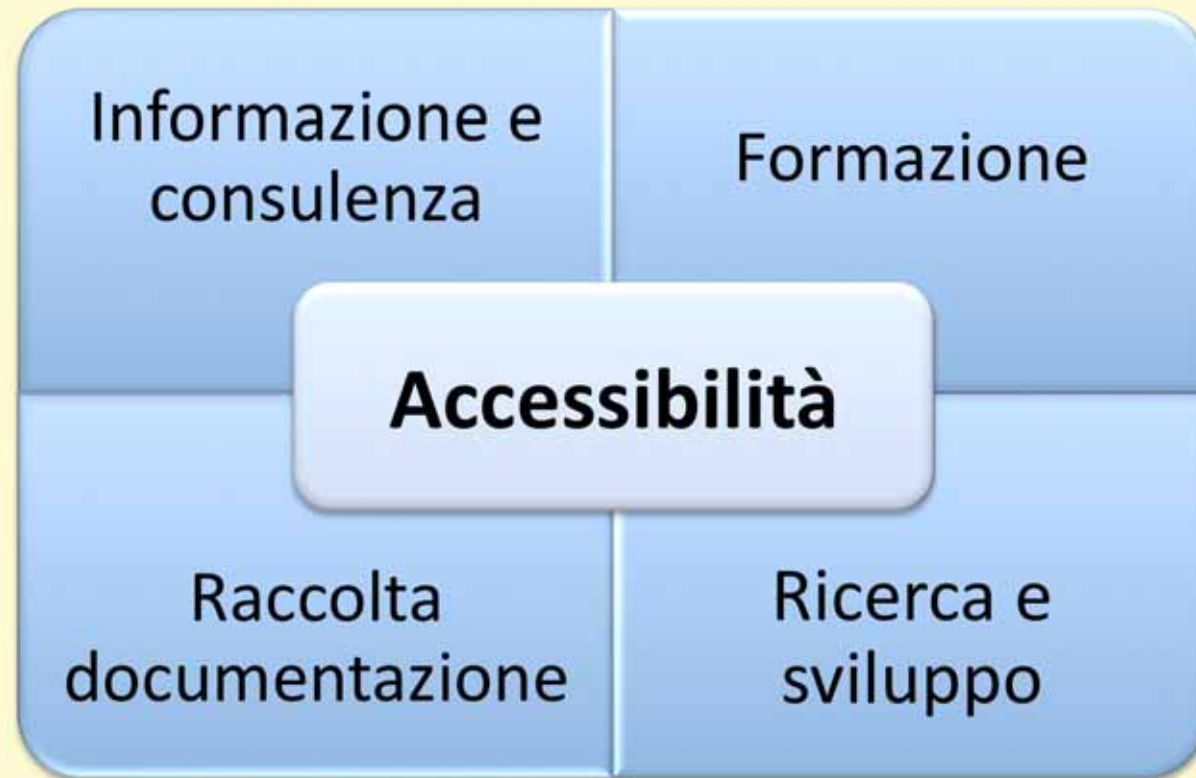 Informazione e
consulenza
Formazione
Accessibilità
Raccolta
documentazione
Ricerca e
sviluppo